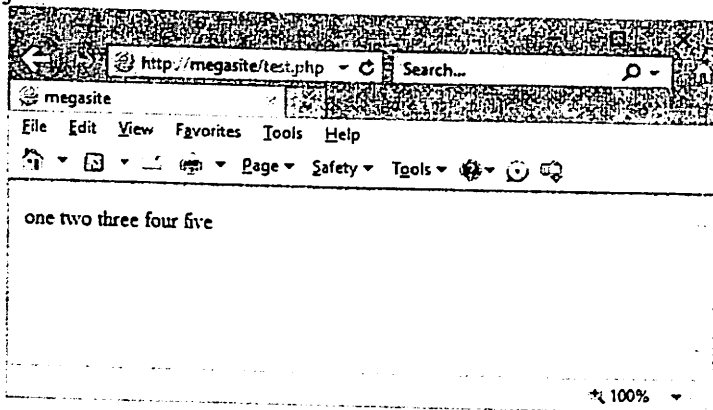 http://megasite/test.php Search...
megasite
File Edit View Favorites Tools Help
Page Safety Tools
one two three four five
100%